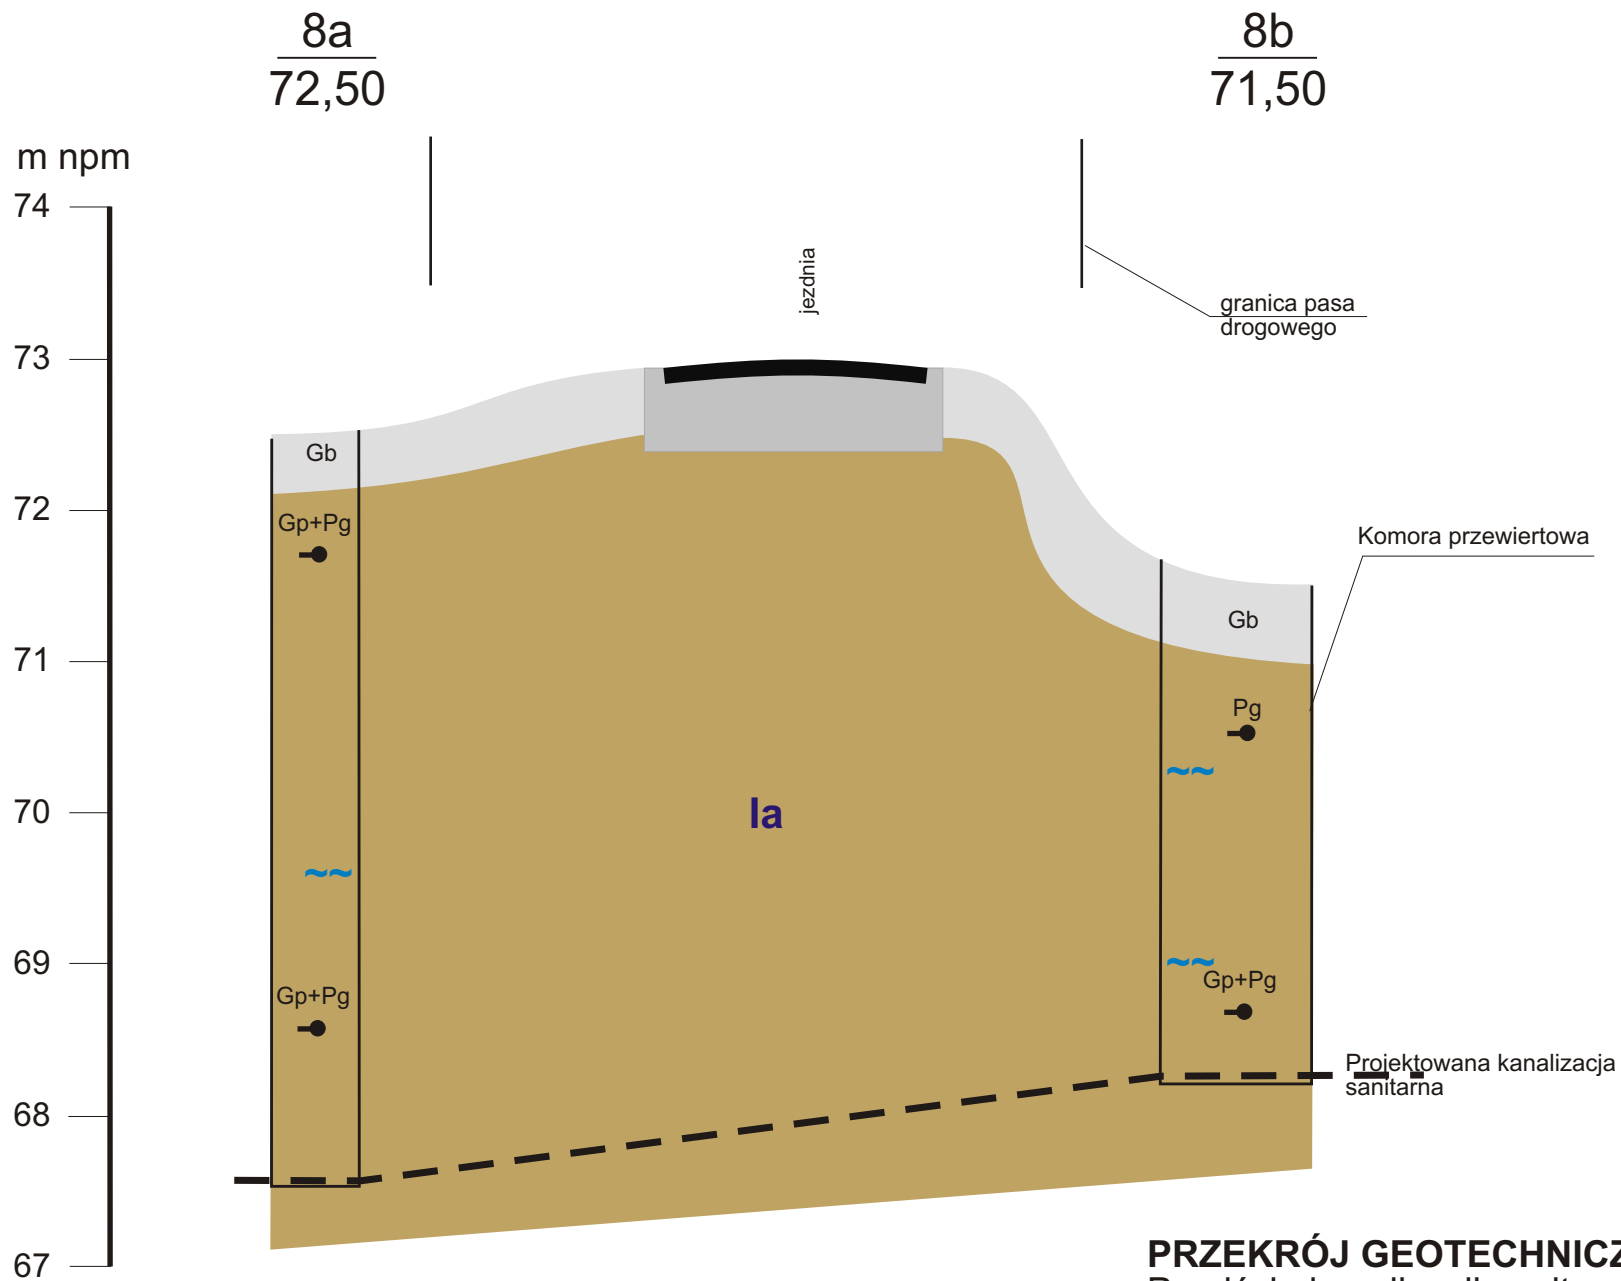 8a
72,50
8b
71,50
m npm
74
73
72
71
70
69
68
67
jezdnia
granica pasa
drogowego
Komora przewiertowa
Gb
Gp+Pg
Gp+Pg
Ia
Gb
Pg
Gp+Pg
Projektowana kanalizacja
sanitarna
PRZEKRÓJ GEOTECHNICZ